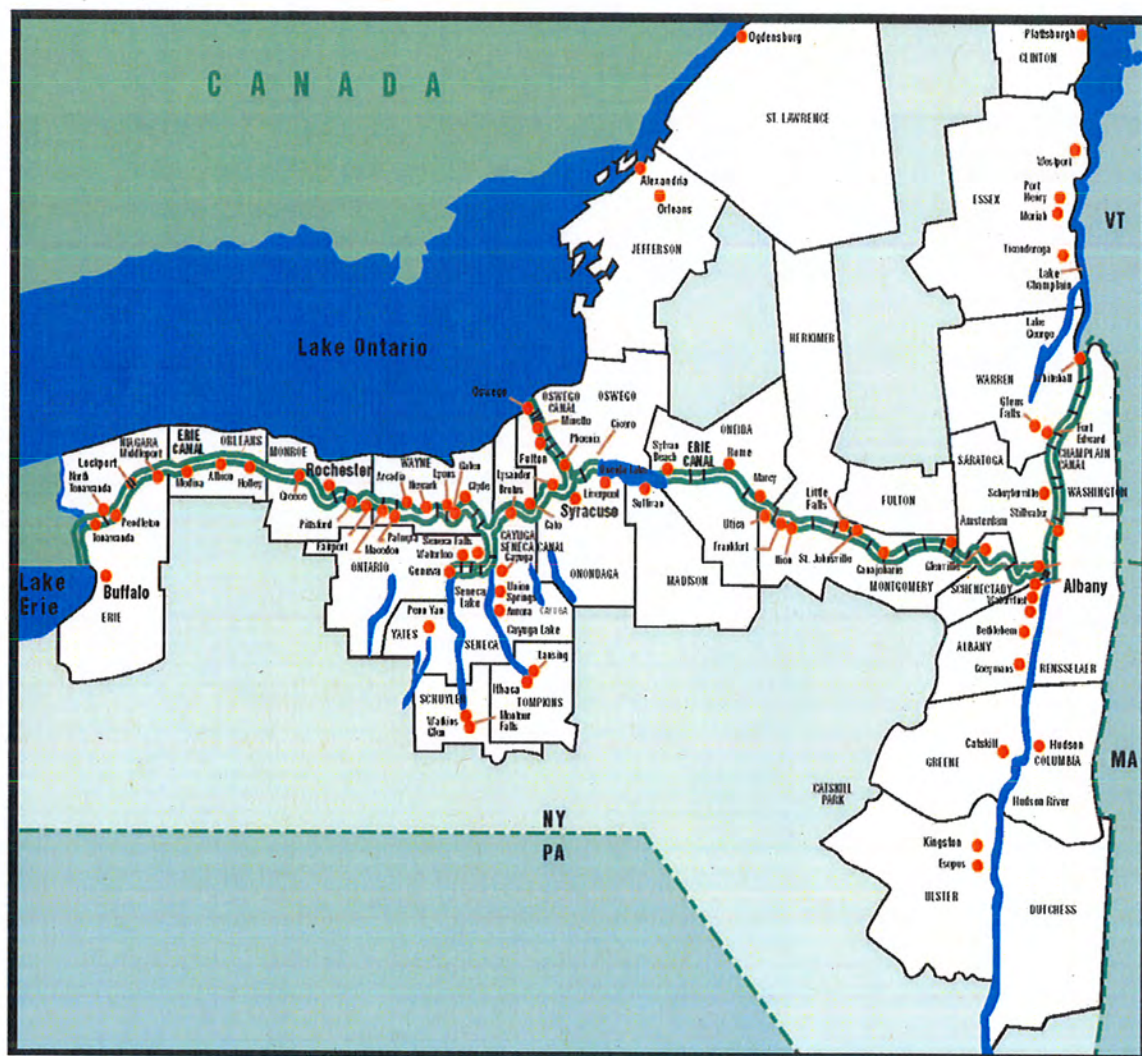 CANADA
Ogdensburg
Plattsburgh
CLINTON
ST. LAWRENCE
Alexandria
Orleans
JEFFERSON
Westport
Port
Henry
Moriah
ESSEX
Ticonderoga
Lake
Champlain
VT
Lake Ontario
HERKIMER
Lake
George
WARREN
Whitehall
Glens
Falls
Fort
Edward
CHAMPLAIN
CANAL
WASHINGTON
SARATOGA
Schuylerville
Stillwater
Oswego
OSWEGO
CANAL
OSWEGO
Minetto
Cicero
Phoenix
Fulton
Lysander
Brutus
Sylvan
Beach
ERIE
CANAL
ONEIDA
Rome
Marcy
Oneida Lake
Liverpool
Sullivan
Syracuse
Cato
Utica
Frankfort
Ilion
Little
Falls
St. Johnsville
FULTON
Canajoharie
MONTGOMERY
Amsterdam
Glenville
SCHENECTADY
Albany
Watervliet
Bethlehem
ALBANY
Coeymans
RENSSELAER
NIAGARA
Middleport
ERIE
CANAL
ORLEANS
MONROE
Lockport
North
Tonawanda
Tonawanda
Pendleton
Medina
Albion
Holley
Greece
Rochester
Pittsford
Fairport
Macedon
Palmyra
WAYNE
Arcadia
Newark
Lyons
Galen
Clyde
Seneca Falls
Waterloo
Geneva
CAYUGA
SENECA CANAL
Cayuga
ONTARIO
Seneca
Lake
Union
Springs
Aurora
CAYUGA
ONONDAGA
MADISON
Cayuga Lake
Penn Yan
YATES
SENECA
Lansing
Ithaca
TOMPKINS
SCHUYLER
Watkins
Glen
Montour
Falls
Lake
Erie
Buffalo
ERIE
Catskill
GREENE
Hudson
COLUMBIA
MA
CATSKILL
PARK
Hudson River
NY
PA
Kingston
Esopus
ULSTER
DUTCHESS